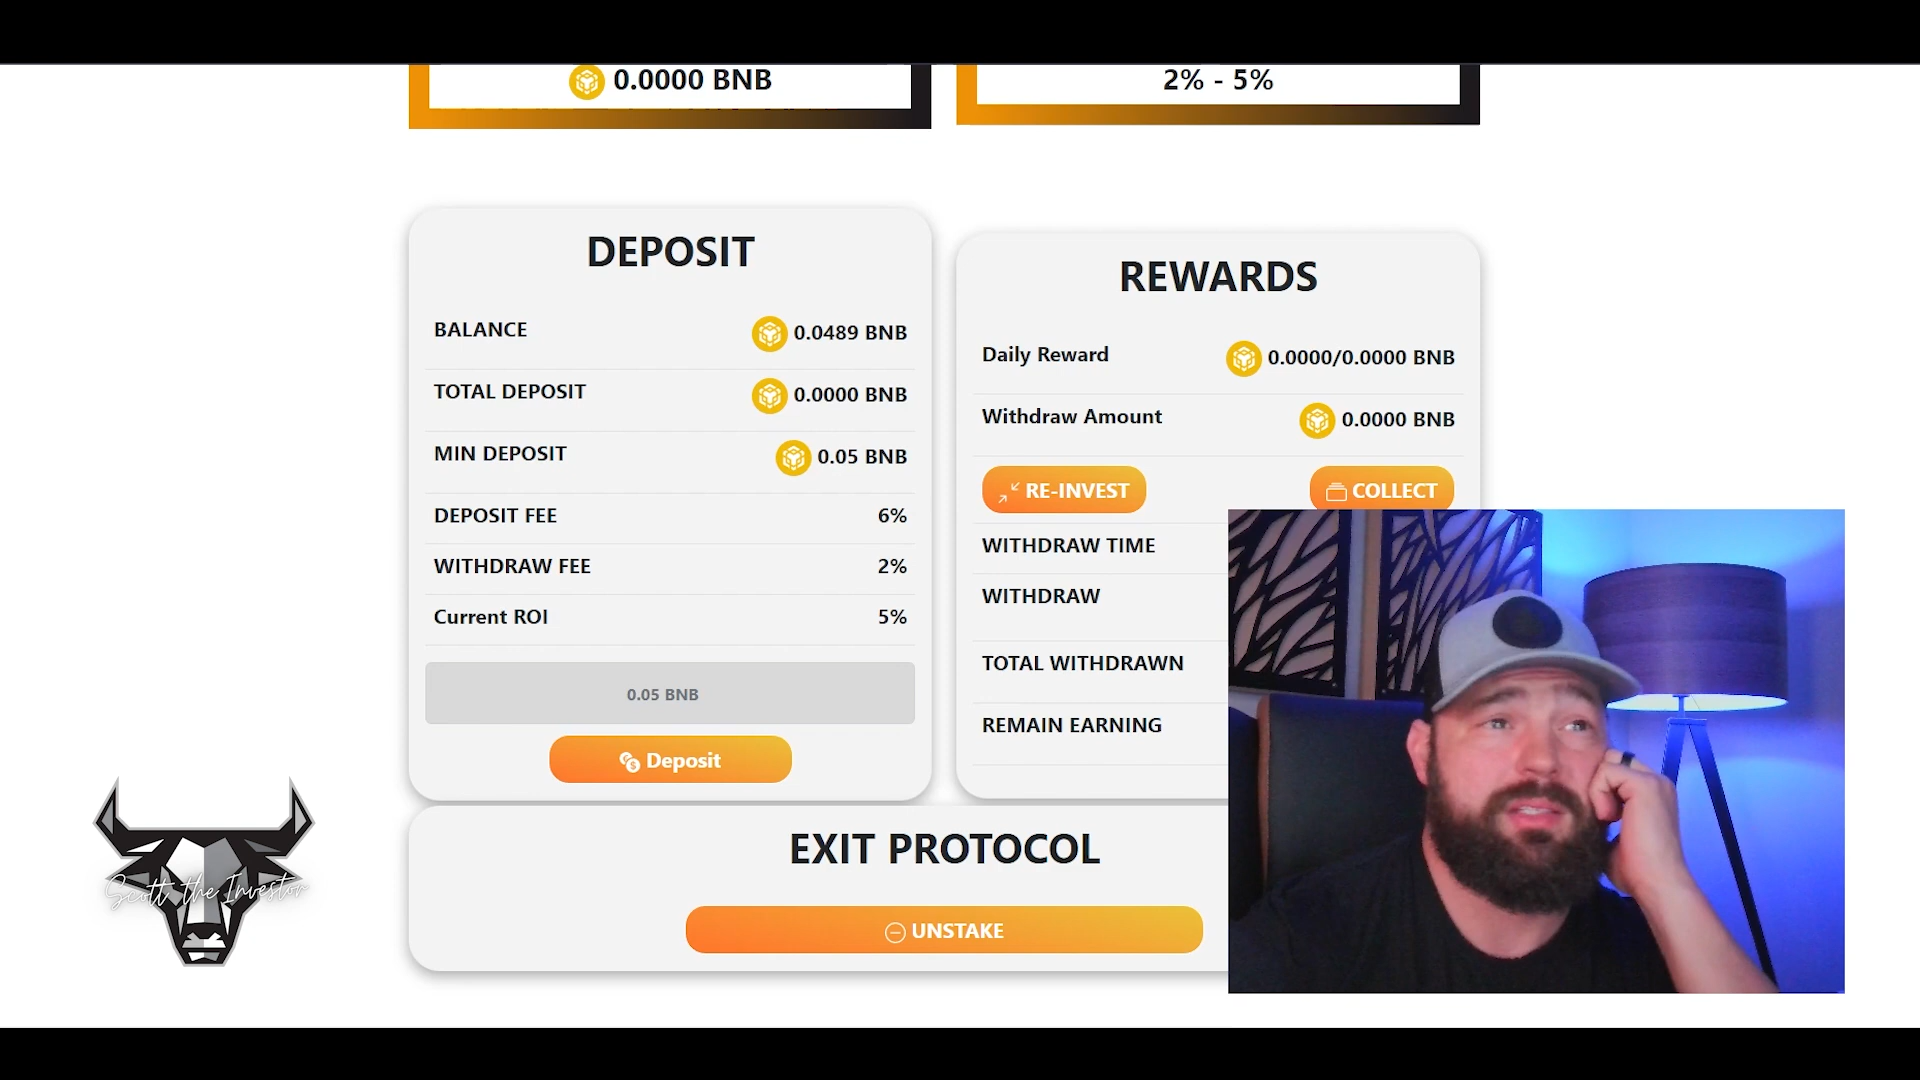 0.0000 BNB
2% - 5%
DEPOSIT
BALANCE 0.0489 BNB
TOTAL DEPOSIT 0.0000 BNB
MIN DEPOSIT 0.05 BNB
DEPOSIT FEE 6%
WITHDRAW FEE 2%
Current ROI 5%
0.05 BNB
Deposit
REWARDS
Daily Reward 0.0000/0.0000 BNB
Withdraw Amount 0.0000 BNB
RE-INVEST COLLECT
WITHDRAW TIME
WITHDRAW
TOTAL WITHDRAWN
REMAIN EARNING
EXIT PROTOCOL
UNSTAKE
Scott the Investor